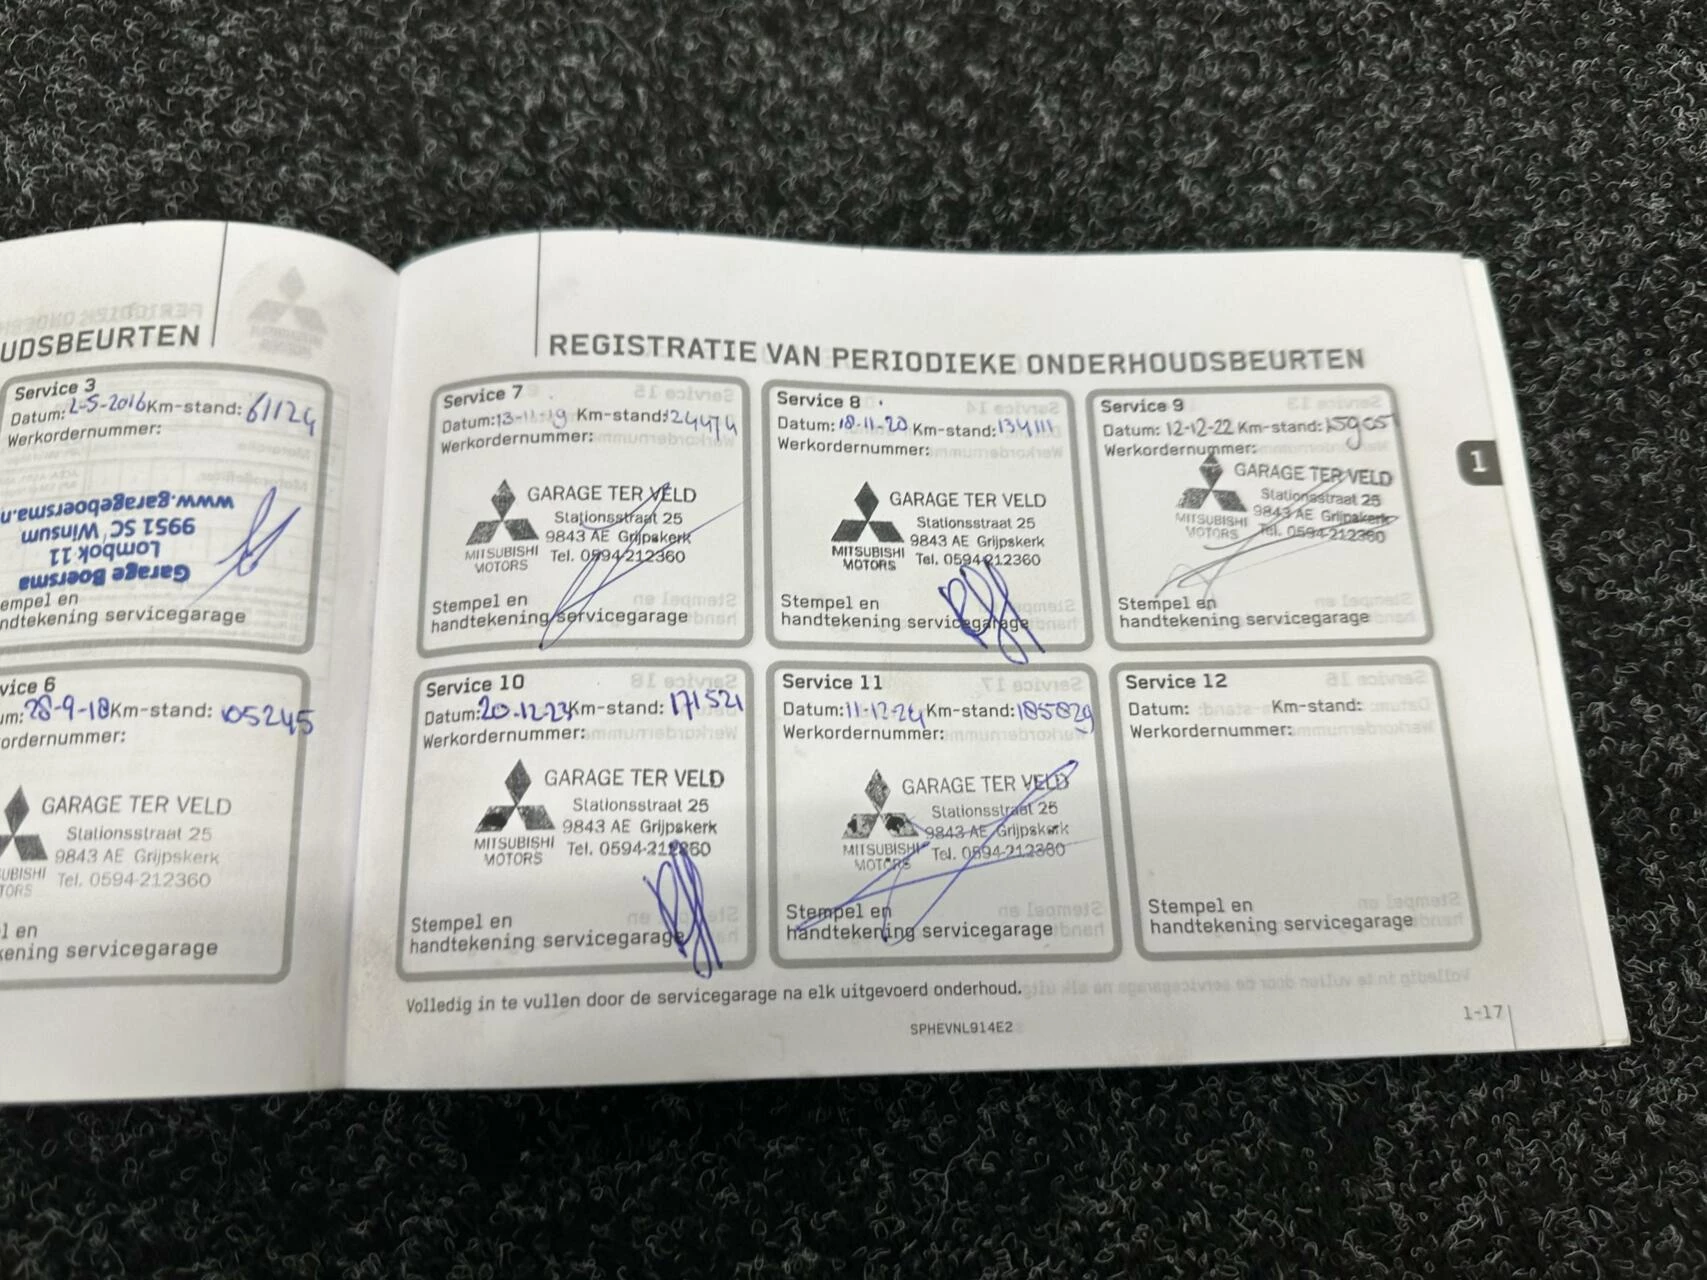 UDSBEURTEN
Service 3
Datum: 2-5-2016 Km-stand: 61124
Werkordernummer:
www.garageboersma.n
9951 SC Winsum
Lombok 11
Garage Boersma
empel en
ndtekening servicegarage
vice 6
um: 28-9-18 Km-stand: 105245
ordernummer:
GARAGE TER VELD
Stationsstraat 25
9843 AE Grijpskerk
UBISHI Tel. 0594-212360
TORS
l en
kening servicegarage
REGISTRATIE VAN PERIODIEKE ONDERHOUDSBEURTEN
Service 7
Datum: 13-11-19 Km-stand: 124474
Werkordernummer:
GARAGE TER VELD
Stationsstraat 25
9843 AE Grijpskerk
MITSUBISHI Tel. 0594-212360
MOTORS
Stempel en
handtekening servicegarage
Service 8
Datum: 18-11-20 Km-stand: 134111
Werkordernummer:
GARAGE TER VELD
Stationsstraat 25
9843 AE Grijpskerk
MITSUBISHI Tel. 0594-212360
MOTORS
Stempel en
handtekening servicegarage
Service 9
Datum: 12-12-22 Km-stand:
Werkordernummer:
GARAGE TER VELD
Stationsstraat 25
9843 AE Grijpskerk
MITSUBISHI Tel. 0594-212360
MOTORS
Stempel en
handtekening servicegarage
1
Service 10
Datum: 20-12-23 Km-stand: 171521
Werkordernummer:
GARAGE TER VELD
Stationsstraat 25
9843 AE Grijpskerk
MITSUBISHI Tel. 0594-212360
MOTORS
Stempel en
handtekening servicegarage
Service 11
Datum: 11-12-24 Km-stand: 185829
Werkordernummer:
GARAGE TER VELD
Stationsstraat 25
9843 AE Grijpskerk
MITSUBISHI Tel. 0594-212360
MOTORS
Stempel en
handtekening servicegarage
Service 12
Datum: Km-stand:
Werkordernummer:
Stempel en
handtekening servicegarage
Volledig in te vullen door de servicegarage na elk uitgevoerd onderhoud.
SPHEVNL914E2
1-17